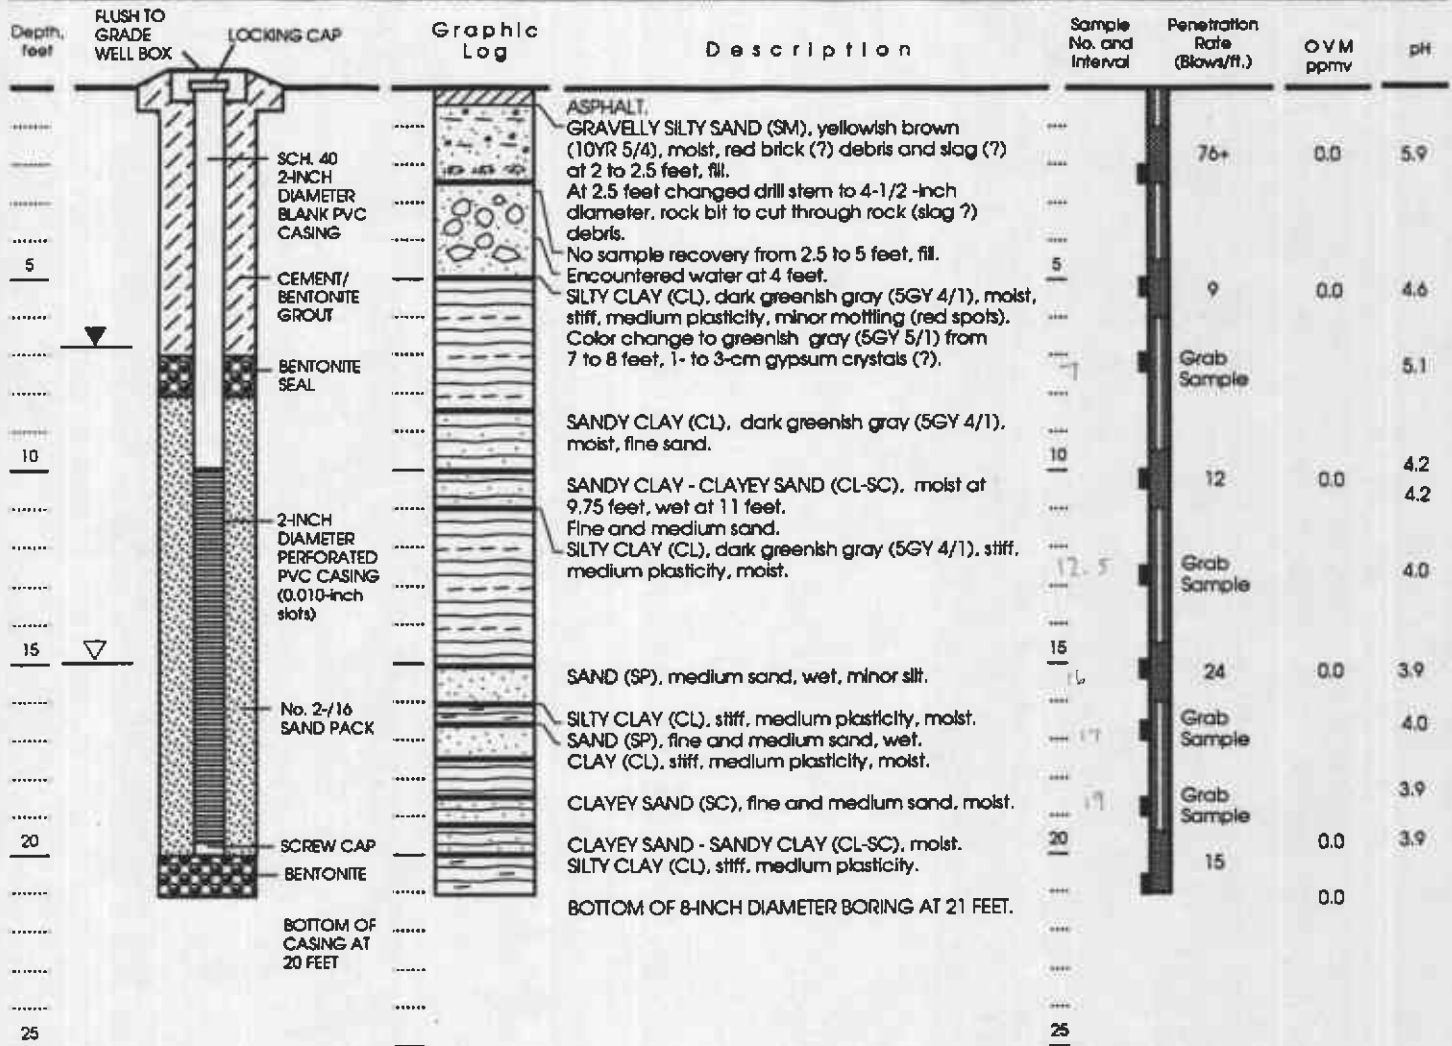 Depth, feet
FLUSH TO GRADE WELL BOX
LOCKING CAP
Graphic Log
Description
Sample No. and Interval
Penetration Rate (Blows/ft.)
OVM ppmv
pH
SCH. 40
2-INCH
DIAMETER
BLANK PVC
CASING
CEMENT/
BENTONITE
GROUT
BENTONITE
SEAL
2-INCH
DIAMETER
PERFORATED
PVC CASING
(0.010-inch
slots)
No. 2-/16
SAND PACK
SCREW CAP
BENTONITE
BOTTOM OF
CASING AT
20 FEET
5
10
15
20
25
ASPHALT.
GRAVELLY SILTY SAND (SM), yellowish brown
(10YR 5/4), moist, red brick (?) debris and slag (?)
at 2 to 2.5 feet, fill.
At 2.5 feet changed drill stem to 4-1/2 -inch
diameter, rock bit to cut through rock (slag ?)
debris.
No sample recovery from 2.5 to 5 feet, fill.
Encountered water at 4 feet.
SILTY CLAY (CL), dark greenish gray (5GY 4/1), moist,
stiff, medium plasticity, minor mottling (red spots).
Color change to greenish gray (5GY 5/1) from
7 to 8 feet, 1- to 3-cm gypsum crystals (?).
SANDY CLAY (CL), dark greenish gray (5GY 4/1),
moist, fine sand.
SANDY CLAY - CLAYEY SAND (CL-SC), moist at
9.75 feet, wet at 11 feet.
Fine and medium sand.
SILTY CLAY (CL), dark greenish gray (5GY 4/1), stiff,
medium plasticity, moist.
SAND (SP), medium sand, wet, minor silt.
SILTY CLAY (CL), stiff, medium plasticity, moist.
SAND (SP), fine and medium sand, wet.
CLAY (CL), stiff, medium plasticity, moist.
CLAYEY SAND (SC), fine and medium sand, moist.
CLAYEY SAND - SANDY CLAY (CL-SC), moist.
SILTY CLAY (CL), stiff, medium plasticity.
BOTTOM OF 8-INCH DIAMETER BORING AT 21 FEET.
76+ 0.0 5.9
5
9 0.0 4.6
7 Grab Sample 5.1
10
12 0.0 4.2
4.2
12.5 Grab Sample 4.0
15
16 24 0.0 3.9
17 Grab Sample 4.0
19 Grab Sample 3.9
20 0.0 3.9
15
0.0
25